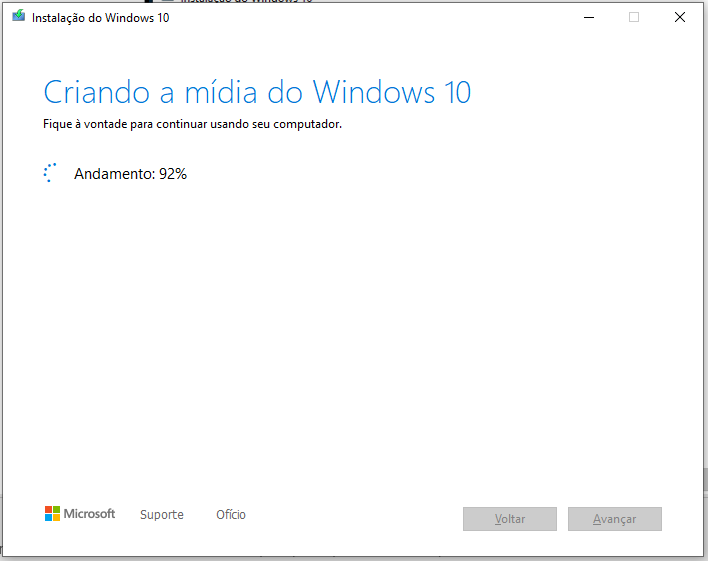 Instalação do Windows 10
Criando a mídia do Windows 10
Fique à vontade para continuar usando seu computador.
Andamento: 92%
Microsoft Suporte Ofício
Voltar Avançar